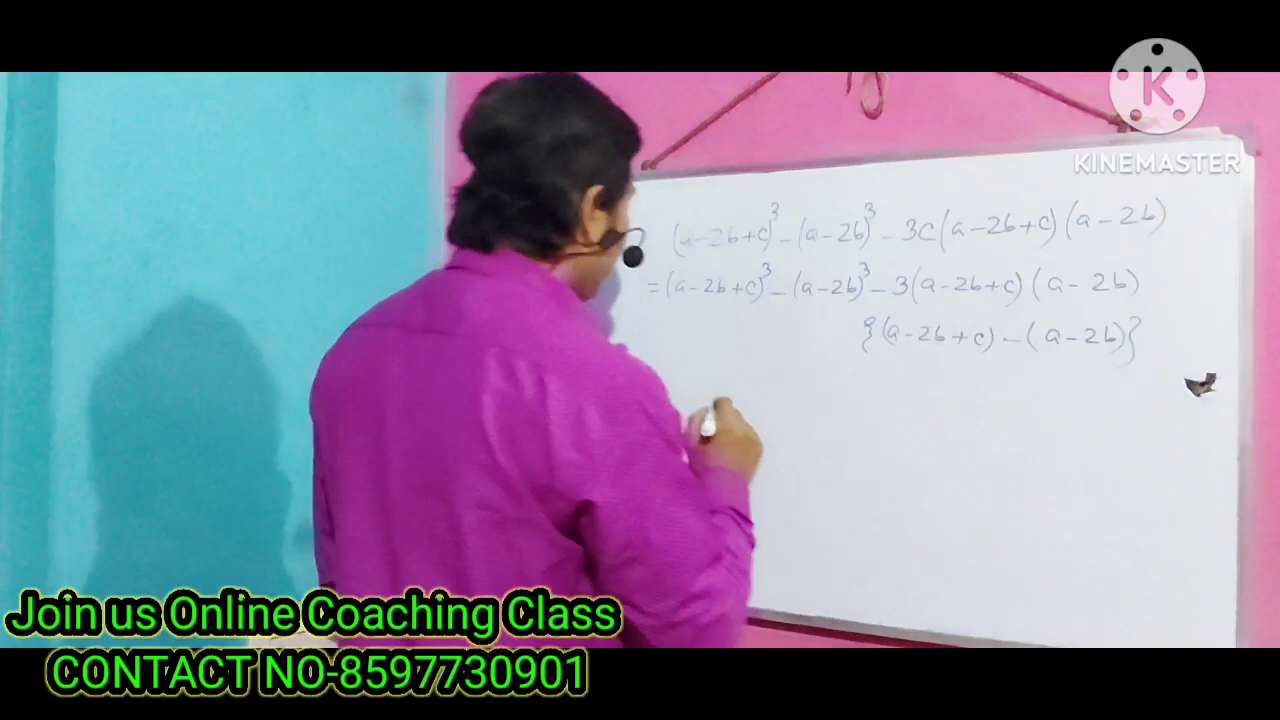 KINEMASTER
(a-2b+c)³ - (a-2b)³ - 3c(a-2b+c)(a-2b)
= (a-2b+c)³ - (a-2b)³ - 3(a-2b+c)(a-2b)
{(a-2b+c) - (a-2b)}
Join us Online Coaching Class
CONTACT NO-8597730901